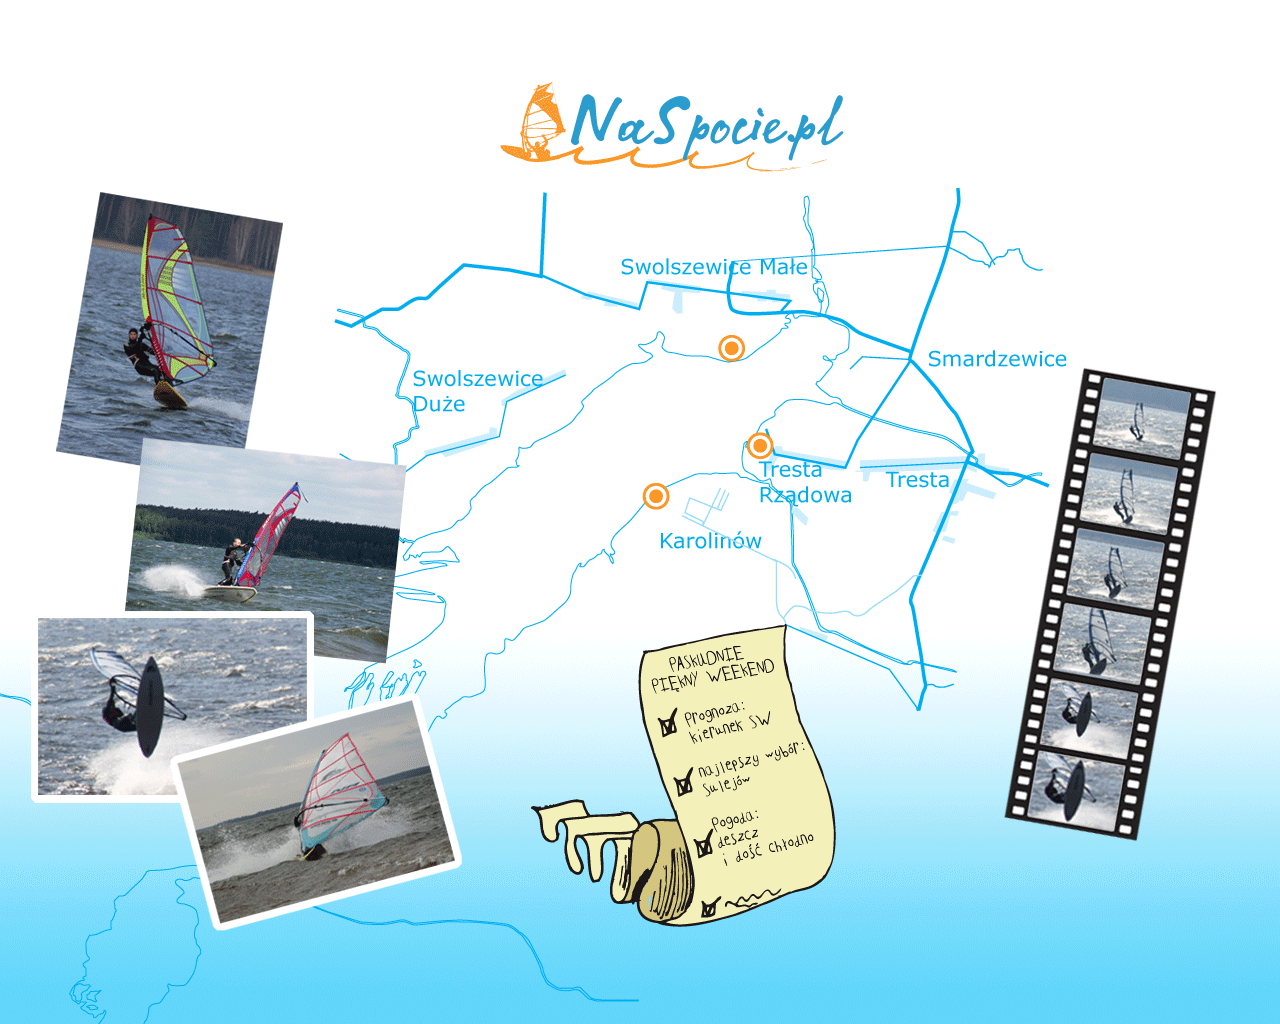 NaSpocie.pl
Swolszewice Małe
Smardzewice
Swolszewice
Duże
Tresta
Rządowa
Tresta
Karolinów
PASKUDNIE
PIĘKNY WEEKEND
Prognoza:
kierunek SW
najlepszy wybór:
Sulejów
Pogoda:
deszcz
i dość chłodno